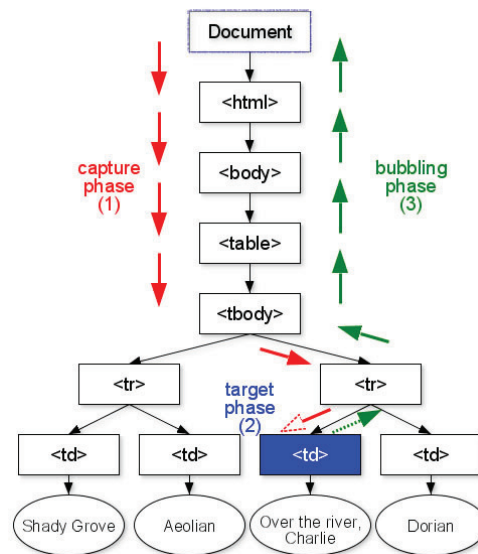 Document
<html>
capture
phase
(1)
<body>
bubbling
phase
(3)
<table>
<tbody>
<tr>
target
phase
(2)
<tr>
<td>
<td>
<td>
<td>
Shady Grove
Aeolian
Over the river,
Charlie
Dorian